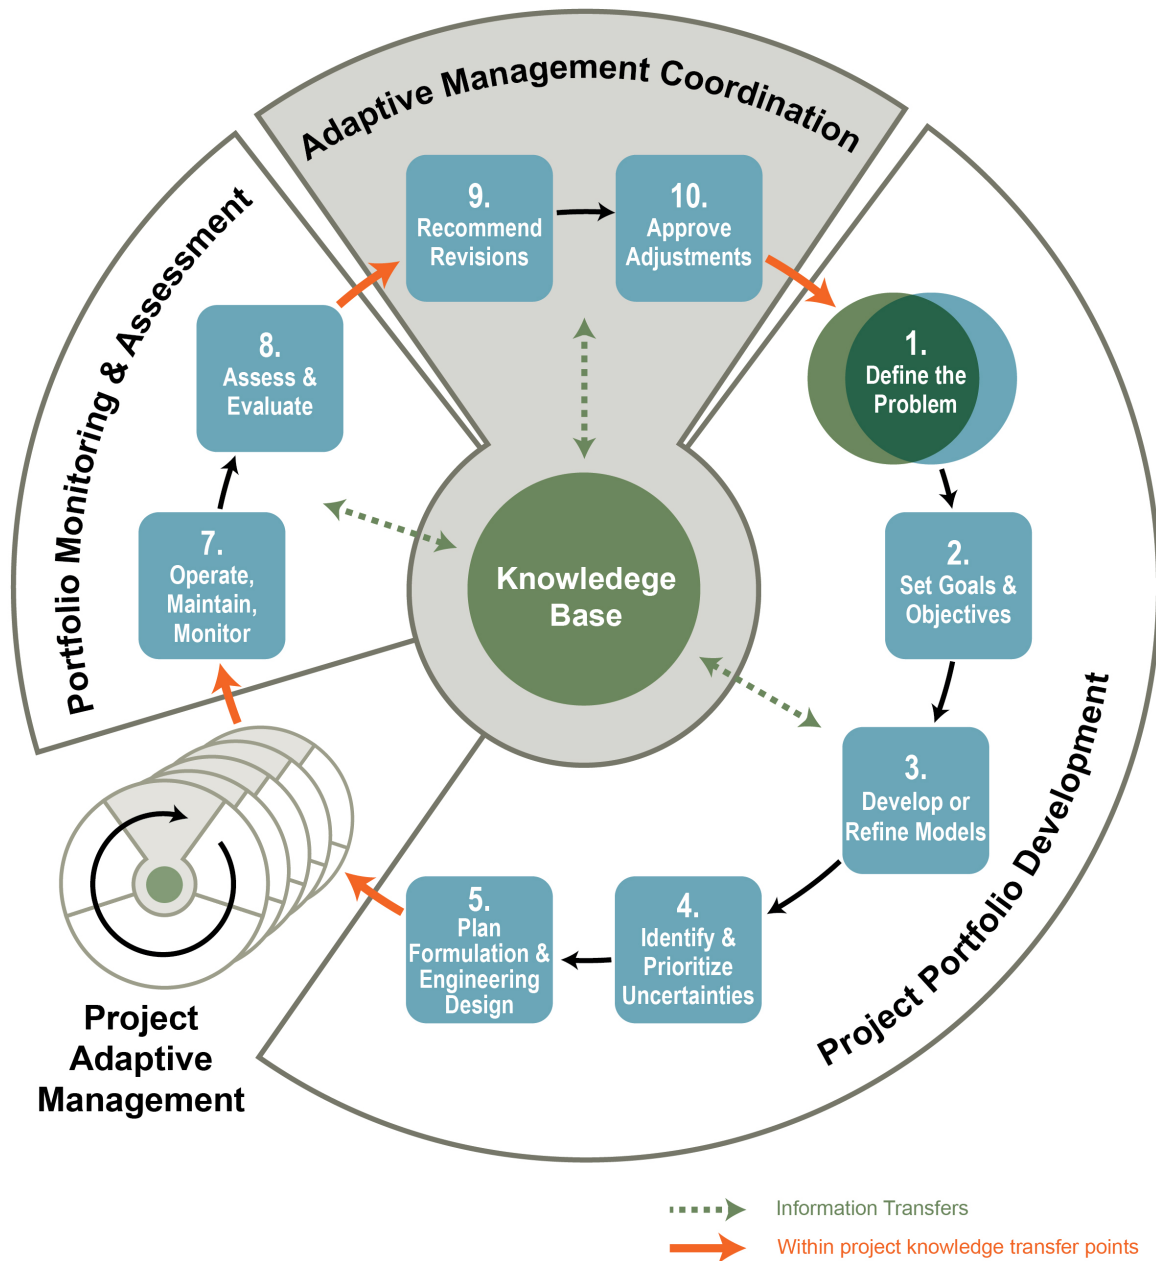 Adaptive Management Coordination
9.
Recommend
Revisions
10.
Approve
Adjustments
Portfolio Monitoring & Assessment
8.
Assess &
Evaluate
7.
Operate,
Maintain,
Monitor
1.
Define the
Problem
2.
Set Goals &
Objectives
3.
Develop or
Refine Models
4.
Identify &
Prioritize
Uncertainties
5.
Plan
Formulation &
Engineering
Design
Project Portfolio Development
Knowledege
Base
Project
Adaptive
Management
Information Transfers
Within project knowledge transfer points